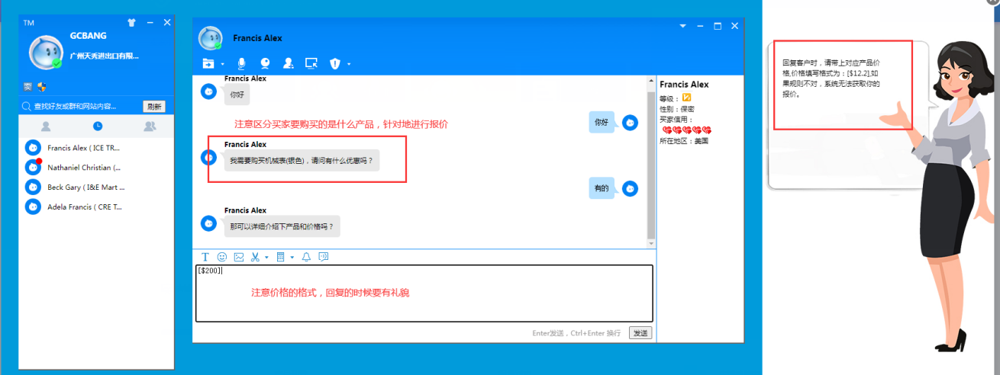 TM
GCBANG
广州天秀进出口有限...
查找好友或群和网站内容...
刷新
Francis Alex ( ICE TR...
Nathaniel Christian (...
Beck Gary ( I&E Mart ...
Adela Francis ( CRE T...
Francis Alex
Francis Alex
你好
你好
注意区分买家要购买的是什么产品，针对地进行报价
Francis Alex
我需要购买机械表(银色)，请问有什么优惠吗？
有的
Francis Alex
那可以详细介绍下产品和价格吗？
[$200]
注意价格的格式，回复的时候要有礼貌
Enter发送，Ctrl+Enter 换行
发送
Francis Alex
等级：
性别：保密
买家信用：
所在地区：美国
回复客户时，请带上对应产品价
格,价格填写格式为：[$12.2],如
果规则不对，系统无法获取你的
报价。